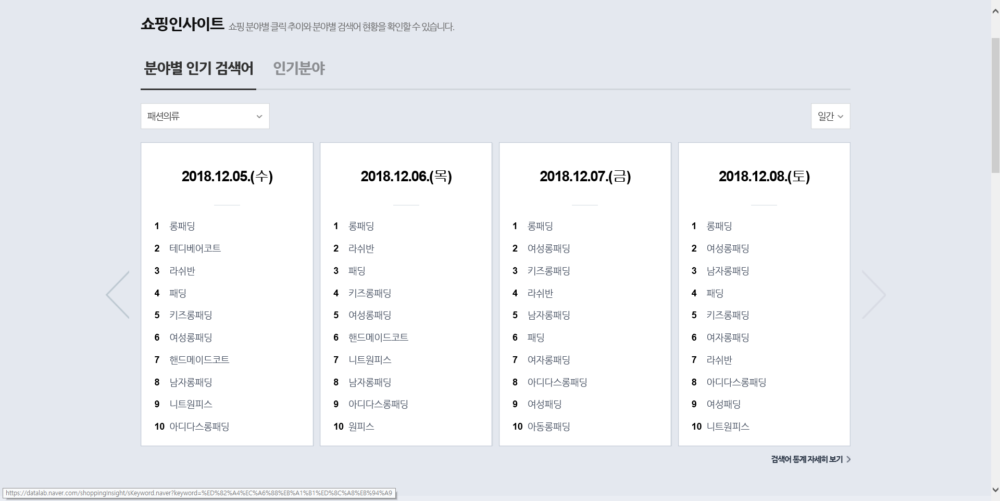 쇼핑인사이트 쇼핑 분야별 클릭 추이와 분야별 검색어 현황을 확인할 수 있습니다.
분야별 인기 검색어 인기분야
패션의류 일간
2018.12.05.(수)
1 롱패딩
2 테디베어코트
3 라쉬반
4 패딩
5 키즈롱패딩
6 여성롱패딩
7 핸드메이드코트
8 남자롱패딩
9 니트원피스
10 아디다스롱패딩
2018.12.06.(목)
1 롱패딩
2 라쉬반
3 패딩
4 키즈롱패딩
5 여성롱패딩
6 핸드메이드코트
7 니트원피스
8 남자롱패딩
9 아디다스롱패딩
10 원피스
2018.12.07.(금)
1 롱패딩
2 여성롱패딩
3 키즈롱패딩
4 라쉬반
5 남자롱패딩
6 패딩
7 여자롱패딩
8 아디다스롱패딩
9 여성패딩
10 아동롱패딩
2018.12.08.(토)
1 롱패딩
2 여성롱패딩
3 남자롱패딩
4 패딩
5 키즈롱패딩
6 여자롱패딩
7 라쉬반
8 아디다스롱패딩
9 여성패딩
10 니트원피스
검색어 통계 자세히 보기
https://datalab.naver.com/shoppingInsight/sKeyword.naver?keyword=%ED%82%A4%EC%A6%88%EB%A1%B1%ED%8C%A8%EB%94%A9